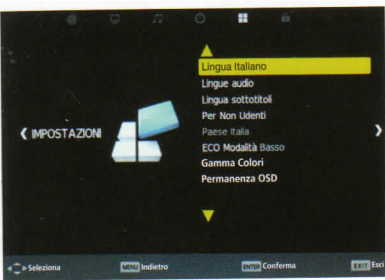 IMPOSTAZIONI
Lingua Italiano
Lingue audio
Lingua sottotitoli
Per Non Udenti
Paese Italia
ECO Modalità Basso
Gamma Colori
Permanenza OSD
Seleziona
MENU Indietro
ENTER Conferma
EXIT Esci